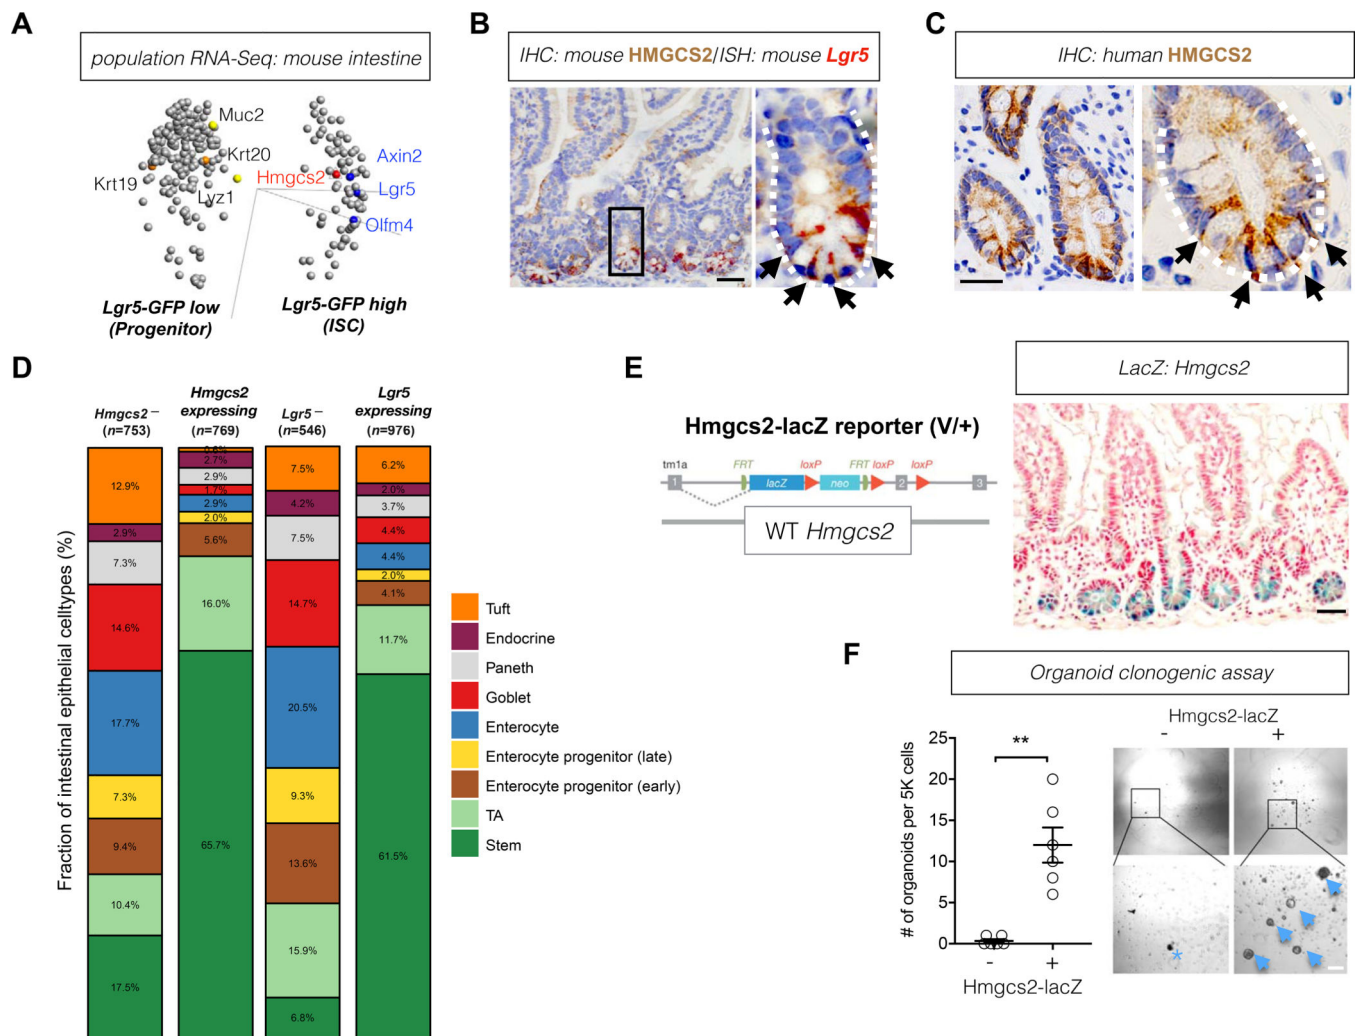 A
population RNA-Seq: mouse intestine
Muc2
Krt20
Krt19
Lyz1
Hmgcs2
Axin2
Lgr5
Olfm4
Lgr5-GFP low
(Progenitor)
Lgr5-GFP high
(ISC)
B
IHC: mouse HMGCS2/ISH: mouse Lgr5
C
IHC: human HMGCS2
D
Fraction of intestinal epithelial celltypes (%)
Hmgcs2−
(n=753)
12.9%
2.9%
7.3%
14.6%
17.7%
7.3%
9.4%
10.4%
17.5%
Hmgcs2
expressing
(n=769)
0.6%
2.7%
2.9%
1.7%
2.9%
2.0%
5.6%
16.0%
65.7%
Lgr5−
(n=546)
7.5%
4.2%
7.5%
14.7%
20.5%
9.3%
13.6%
15.9%
6.8%
Lgr5
expressing
(n=976)
6.2%
2.0%
3.7%
4.4%
4.4%
2.0%
4.1%
11.7%
61.5%
Tuft
Endocrine
Paneth
Goblet
Enterocyte
Enterocyte progenitor (late)
Enterocyte progenitor (early)
TA
Stem
E
Hmgcs2-lacZ reporter (V/+)
tm1a
FRT
loxP
FRT
loxP
loxP
1
lacZ
neo
2
3
WT Hmgcs2
LacZ: Hmgcs2
F
Organoid clonogenic assay
# of organoids per 5K cells
25
20
15
10
5
0
**
- +
Hmgcs2-lacZ
Hmgcs2-lacZ
- +
*